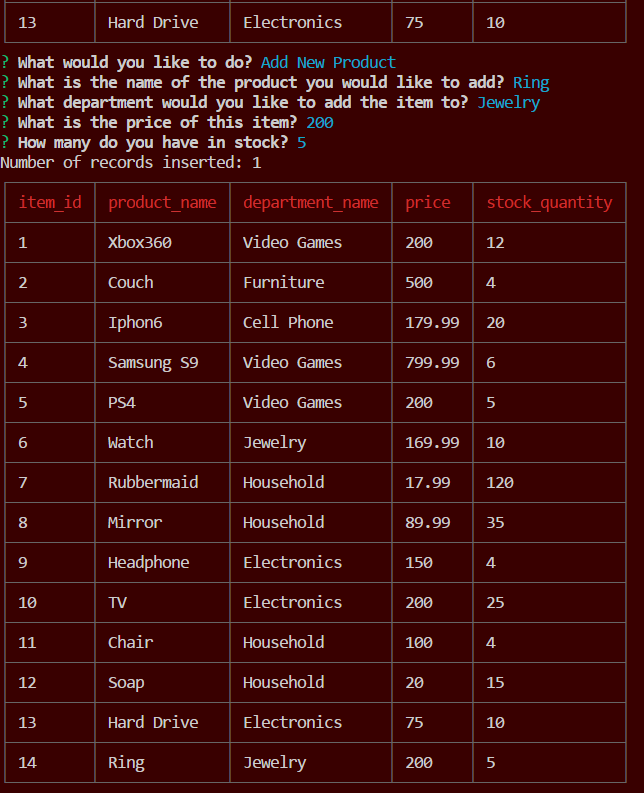 13 Hard Drive Electronics 75 10
? What would you like to do? Add New Product
? What is the name of the product you would like to add? Ring
? What department would you like to add the item to? Jewelry
? What is the price of this item? 200
? How many do you have in stock? 5
Number of records inserted: 1
item_id product_name department_name price stock_quantity
1 Xbox360 Video Games 200 12
2 Couch Furniture 500 4
3 Iphon6 Cell Phone 179.99 20
4 Samsung S9 Video Games 799.99 6
5 PS4 Video Games 200 5
6 Watch Jewelry 169.99 10
7 Rubbermaid Household 17.99 120
8 Mirror Household 89.99 35
9 Headphone Electronics 150 4
10 TV Electronics 200 25
11 Chair Household 100 4
12 Soap Household 20 15
13 Hard Drive Electronics 75 10
14 Ring Jewelry 200 5